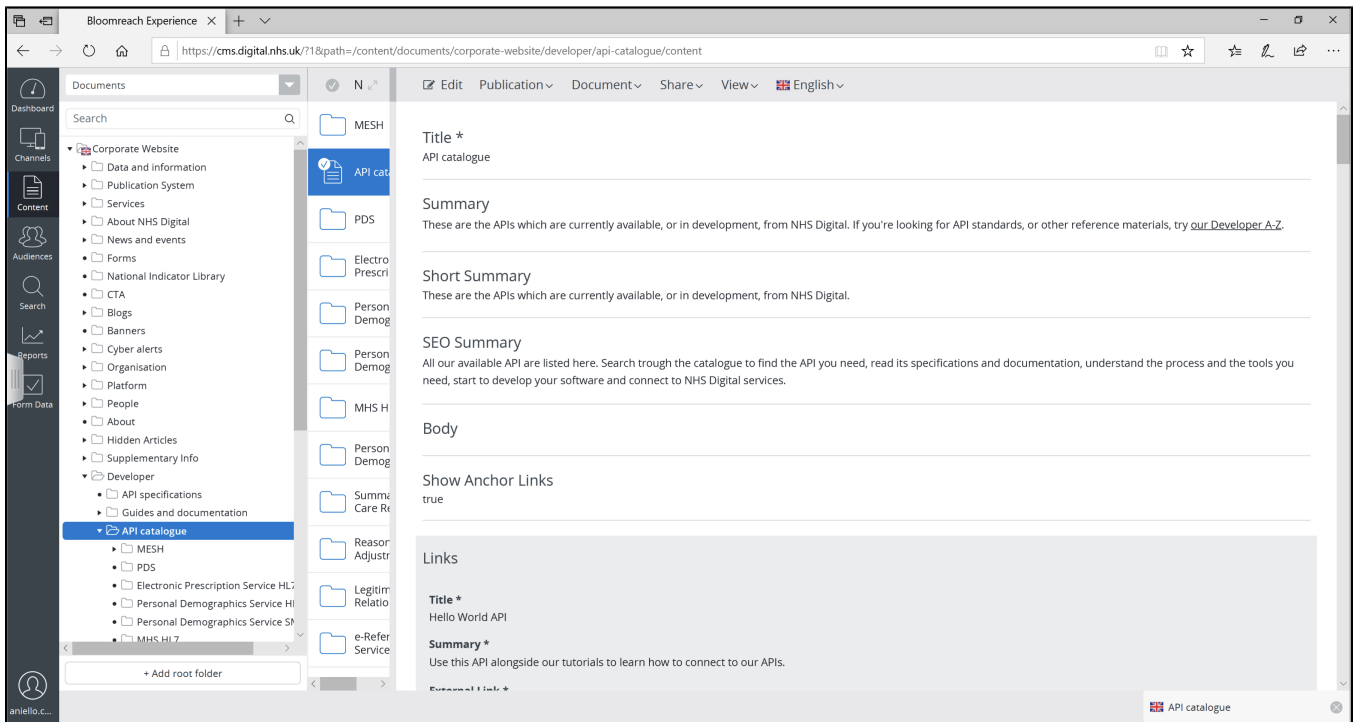 Bloomreach Experience
https://cms.digital.nhs.uk/?1&path=/content/documents/corporate-website/developer/api-catalogue/content
Dashboard
Channels
Content
Audiences
Search
Reports
Form Data
aniello.c...
Documents
Search
Corporate Website
Data and information
Publication System
Services
About NHS Digital
News and events
Forms
National Indicator Library
CTA
Blogs
Banners
Cyber alerts
Organisation
Platform
People
About
Hidden Articles
Supplementary Info
Developer
API specifications
Guides and documentation
API catalogue
MESH
PDS
Electronic Prescription Service HL7
Personal Demographics Service HI
Personal Demographics Service SM
MHS HL7
+ Add root folder
N
MESH
API cata
PDS
Electro
Prescri
Person
Demog
Person
Demog
MHS H
Person
Demog
Summa
Care Re
Reason
Adjustr
Legitim
Relatio
e-Refer
Service
Edit Publication Document Share View English
Title *
API catalogue
Summary
These are the APIs which are currently available, or in development, from NHS Digital. If you're looking for API standards, or other reference materials, try our Developer A-Z.
Short Summary
These are the APIs which are currently available, or in development, from NHS Digital.
SEO Summary
All our available API are listed here. Search trough the catalogue to find the API you need, read its specifications and documentation, understand the process and the tools you
need, start to develop your software and connect to NHS Digital services.
Body
Show Anchor Links
true
Links
Title *
Hello World API
Summary *
Use this API alongside our tutorials to learn how to connect to our APIs.
External Link *
API catalogue